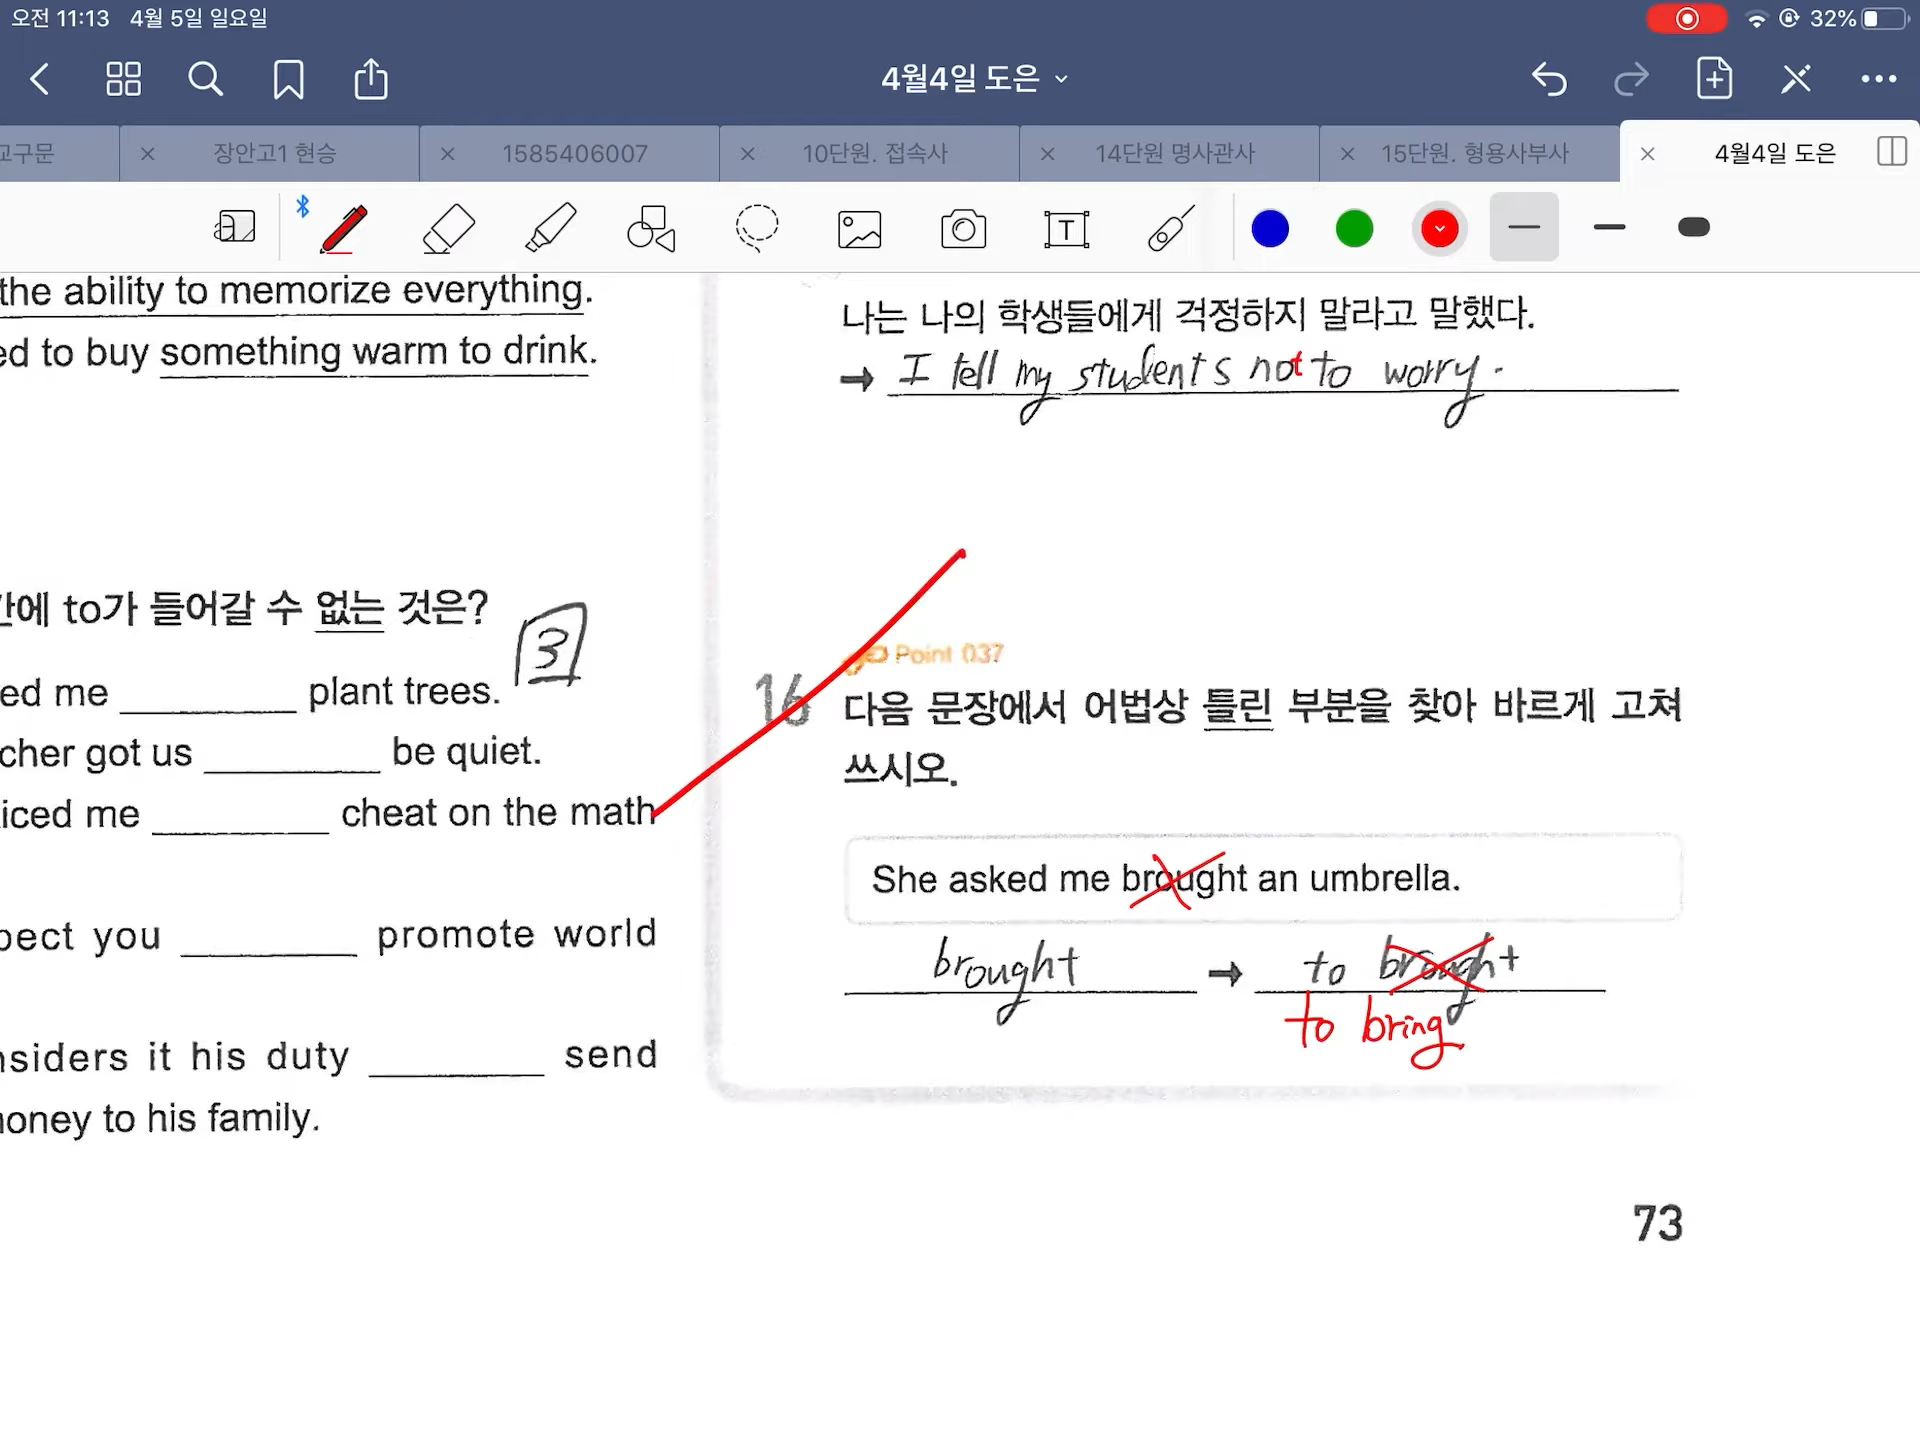 오전 11:13 4월 5일 일요일
32%
4월4일 도은
교구문
장안고1 현승
1585406007
10단원. 접속사
14단원 명사관사
15단원. 형용사부사
4월4일 도은
the ability to memorize everything.
ed to buy something warm to drink.
에 to가 들어갈 수 없는 것은?
3
ed me ________ plant trees.
cher got us ________ be quiet.
iced me ________ cheat on the math
pect you ________ promote world
nsiders it his duty ________ send
noney to his family.
나는 나의 학생들에게 걱정하지 말라고 말했다.
➡ I tell my students not to worry.
Point 037
16 다음 문장에서 어법상 틀린 부분을 찾아 바르게 고쳐
쓰시오.
She asked me brought an umbrella.
brought ➡ to brought
to bring
73